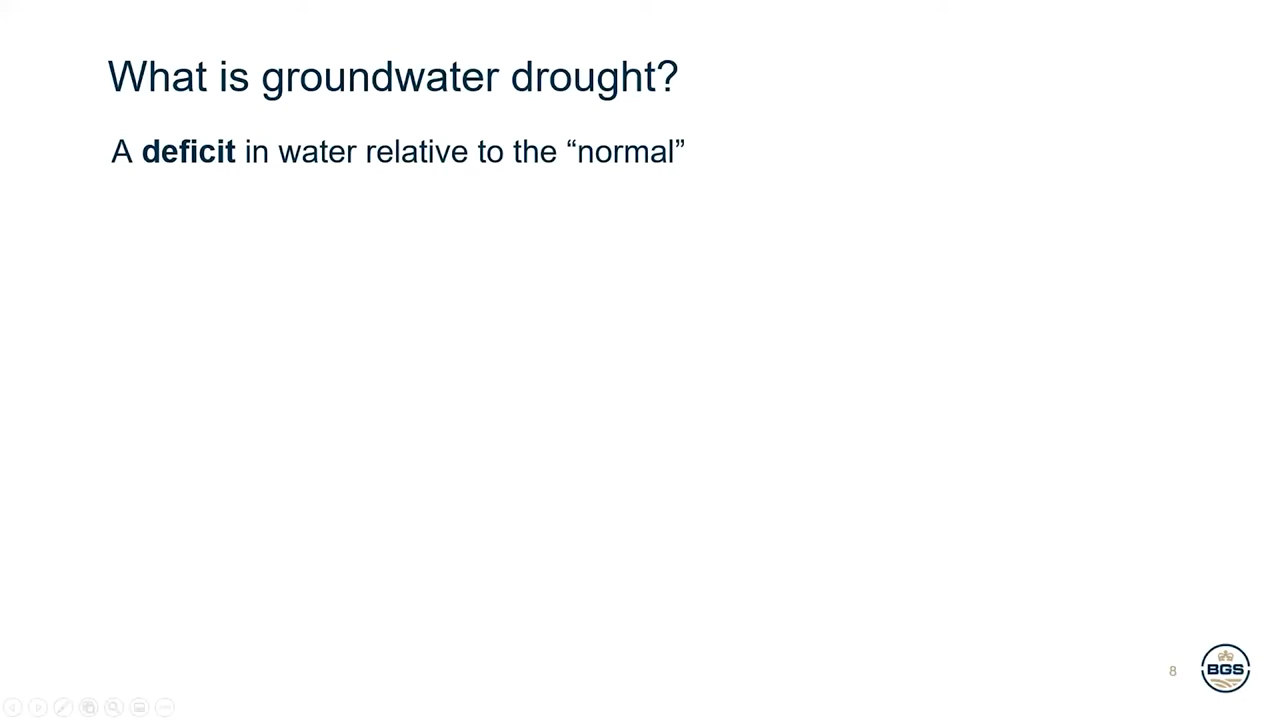 What is groundwater drought?
A deficit in water relative to the “normal”
8
BGS